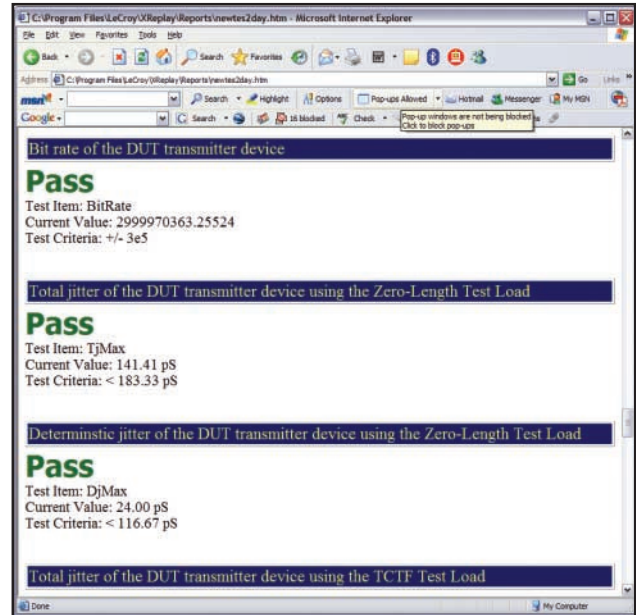 C:\Program Files\LeCroy\XReplay\Reports\newtes2day.htm - Microsoft Internet Explorer
File Edit View Favorites Tools Help
Back Search Favorites
Address C:\Program Files\LeCroy\XReplay\Reports\newtes2day.htm Go Links »
msn Search Highlight Options Pop-ups Allowed Hotmail Messenger My MSN
Google Search 16 blocked Check
Pop-up windows are not being blocked
Click to block pop-ups
Bit rate of the DUT transmitter device
Pass
Test Item: BitRate
Current Value: 2999970363.25524
Test Criteria: +/- 3e5
Total jitter of the DUT transmitter device using the Zero-Length Test Load
Pass
Test Item: TjMax
Current Value: 141.41 pS
Test Criteria: < 183.33 pS
Determinstic jitter of the DUT transmitter device using the Zero-Length Test Load
Pass
Test Item: DjMax
Current Value: 24.00 pS
Test Criteria: < 116.67 pS
Total jitter of the DUT transmitter device using the TCTF Test Load
Done My Computer